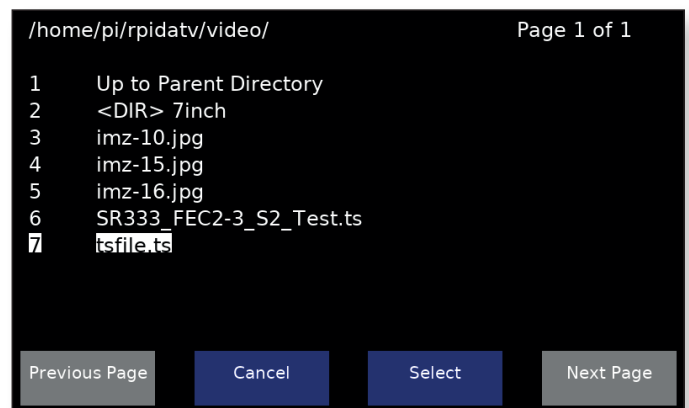 /home/pi/rpidatv/video/ Page 1 of 1
1 Up to Parent Directory
2 <DIR> 7inch
3 imz-10.jpg
4 imz-15.jpg
5 imz-16.jpg
6 SR333_FEC2-3_S2_Test.ts
7 tsfile.ts
Previous Page Cancel Select Next Page